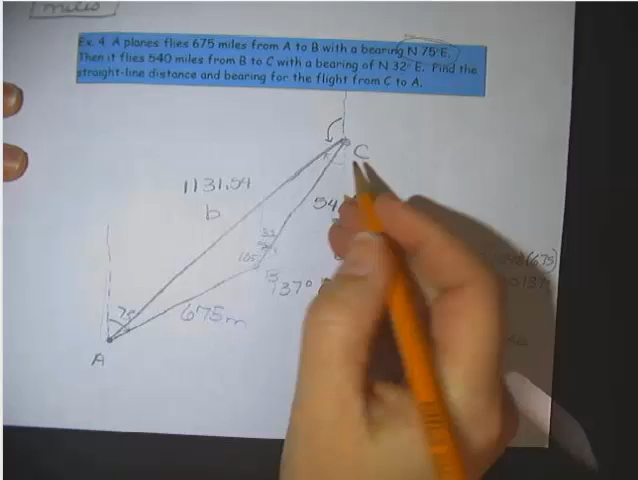 miles
Ex. 4 A planes flies 675 miles from A to B with a bearing N 75°E.
Then it flies 540 miles from B to C with a bearing of N 32° E. Find the
straight-line distance and bearing for the flight from C to A.
C
1131.54
b
54
32
105
B
137°
(675)
75
675m
A